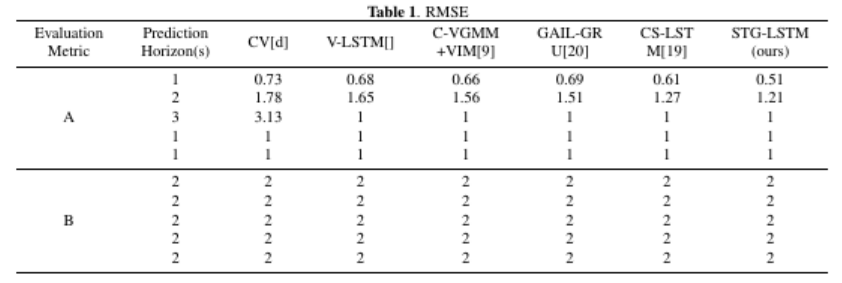 Table 1. RMSE
Evaluation Metric Prediction Horizon(s) CV[d] V-LSTM[] C-VGMM +VIM[9] GAIL-GR U[20] CS-LST M[19] STG-LSTM (ours)
1 0.73 0.68 0.66 0.69 0.61 0.51
2 1.78 1.65 1.56 1.51 1.27 1.21
A 3 3.13 1 1 1 1 1
1 1 1 1 1 1 1
1 1 1 1 1 1 1
2 2 2 2 2 2 2
2 2 2 2 2 2 2
B 2 2 2 2 2 2 2
2 2 2 2 2 2 2
2 2 2 2 2 2 2